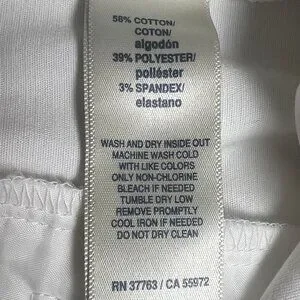 58% COTTON/
COTON/
algodón
39% POLYESTER/
poliéster
3% SPANDEX/
elastano
WASH AND DRY INSIDE OUT
MACHINE WASH COLD
WITH LIKE COLORS
ONLY NON-CHLORINE
BLEACH IF NEEDED
TUMBLE DRY LOW
REMOVE PROMPTLY
COOL IRON IF NEEDED
DO NOT DRY CLEAN
RN 37763 / CA 55972